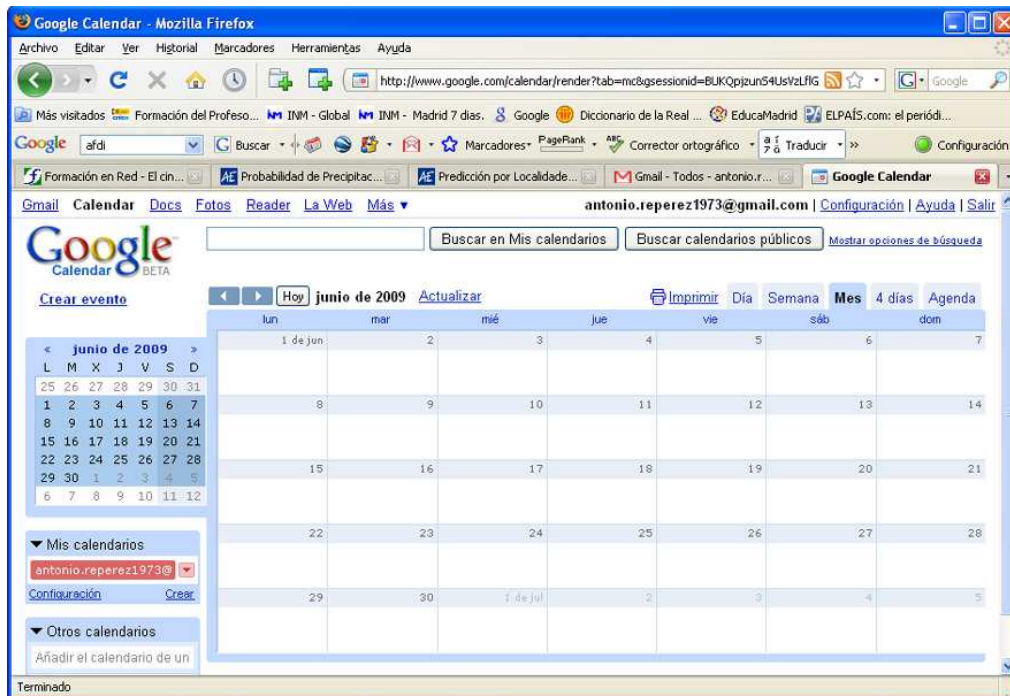 Google Calendar - Mozilla Firefox
Archivo Editar Ver Historial Marcadores Herramientas Ayuda
http://www.google.com/calendar/render?tab=mc&gsessionid=BUKQpjzun54UsVzLflG Google
Más visitados Formación del Profeso... INM - Global INM - Madrid 7 dias. Google Diccionario de la Real ... EducaMadrid ELPAÍS.com: el periódi...
Google afdi Buscar Marcadores PageRank Corrector ortográfico Traducir » Configuración
Formación en Red - El cin... Probabilidad de Precipitac... Predicción por Localidade... Gmail - Todos - antonio.r... Google Calendar
Gmail Calendar Docs Fotos Reader La Web Más ▼ antonio.reperez1973@gmail.com | Configuración | Ayuda | Salir
Google Calendar BETA
Buscar en Mis calendarios Buscar calendarios públicos Mostrar opciones de búsqueda
Crear evento
Hoy junio de 2009 Actualizar Imprimir Día Semana Mes 4 días Agenda
lun mar mié jue vie sáb dom
1 de jun 2 3 4 5 6 7
8 9 10 11 12 13 14
15 16 17 18 19 20 21
22 23 24 25 26 27 28
29 30 1 de jul 2 3 4 5
« junio de 2009 »
L M X J V S D
25 26 27 28 29 30 31
1 2 3 4 5 6 7
8 9 10 11 12 13 14
15 16 17 18 19 20 21
22 23 24 25 26 27 28
29 30 1 2 3 4 5
6 7 8 9 10 11 12
▼ Mis calendarios
antonio.reperez1973@
Configuración Crear
▼ Otros calendarios
Añadir el calendario de un
Terminado